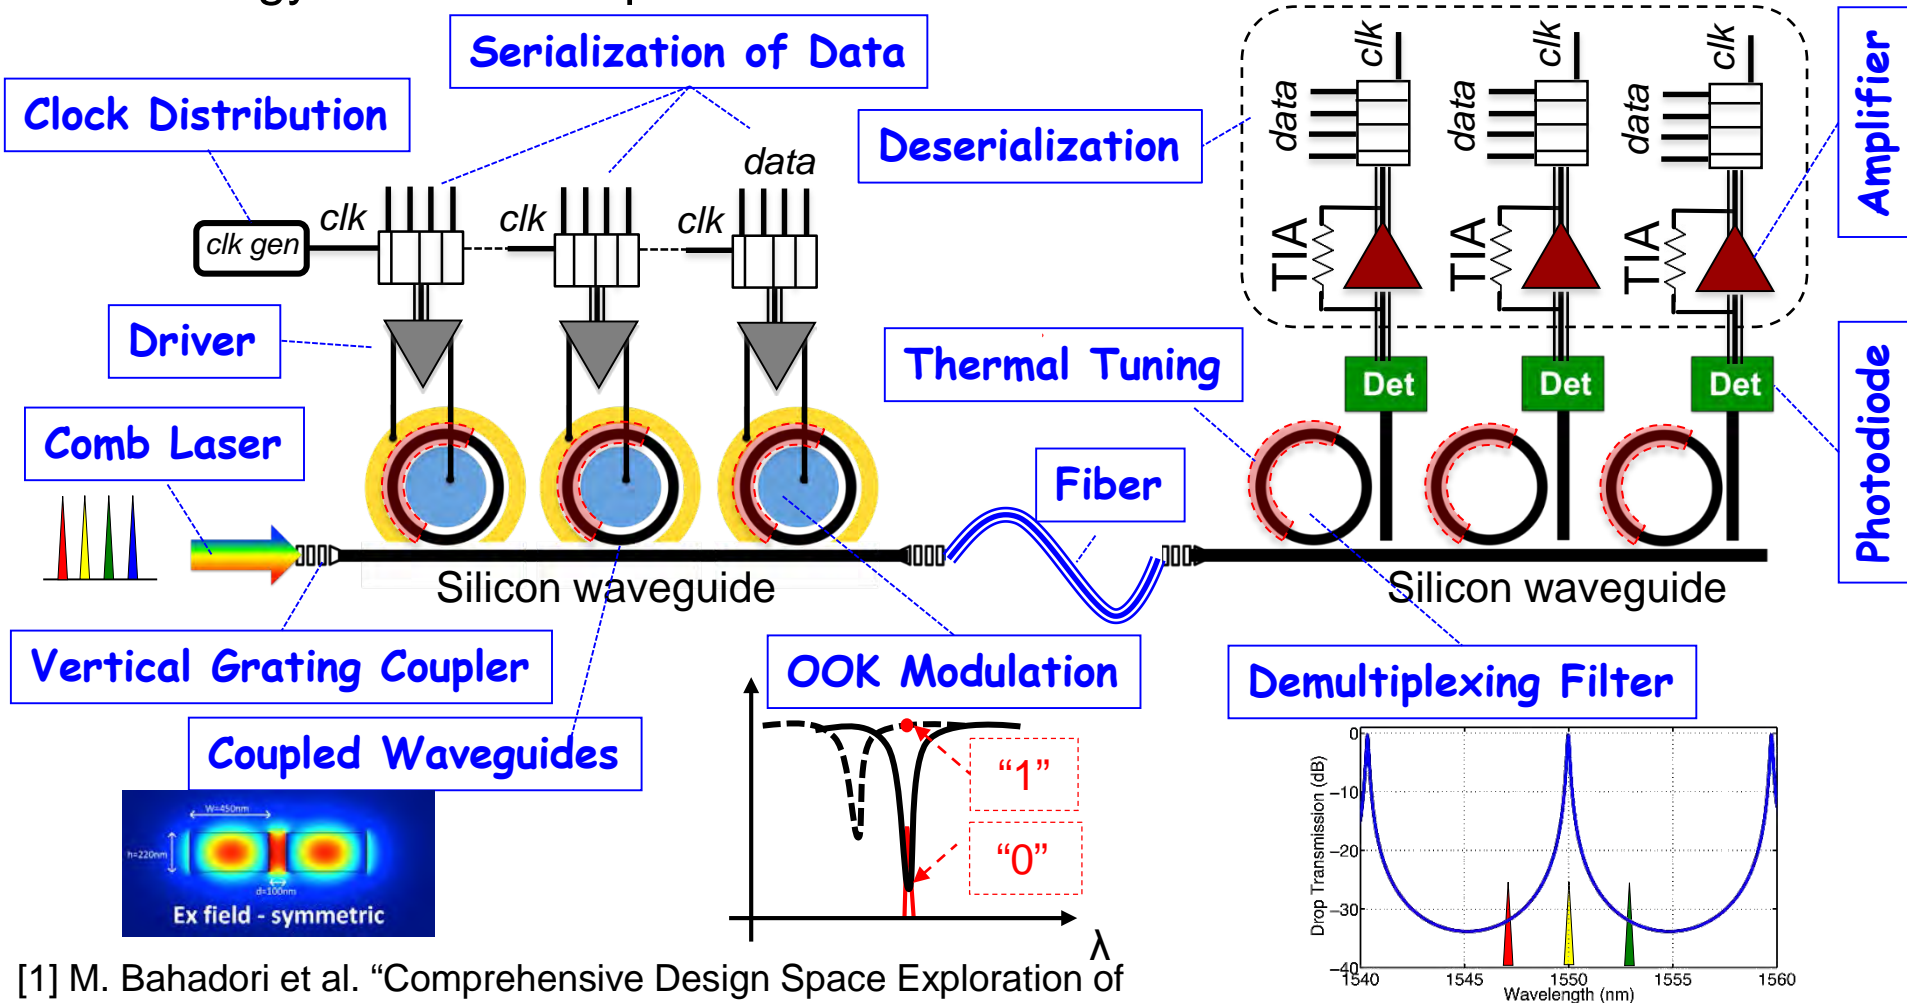 Serialization of Data
Clock Distribution
data
clk
clk
clk
clk gen
Driver
Comb Laser
Silicon waveguide
Vertical Grating Coupler
Coupled Waveguides
W=450nm
h=220nm
d=100nm
Ex field - symmetric
OOK Modulation
“1”
“0”
λ
Deserialization
clk
clk
clk
data
data
data
TIA
TIA
TIA
Amplifier
Thermal Tuning
Det
Det
Det
Photodiode
Fiber
Silicon waveguide
Demultiplexing Filter
Drop Transmission (dB)
0
−10
−20
−30
−40
1540
1545
1550
1555
1560
Wavelength (nm)
[1] M. Bahadori et al. “Comprehensive Design Space Exploration of